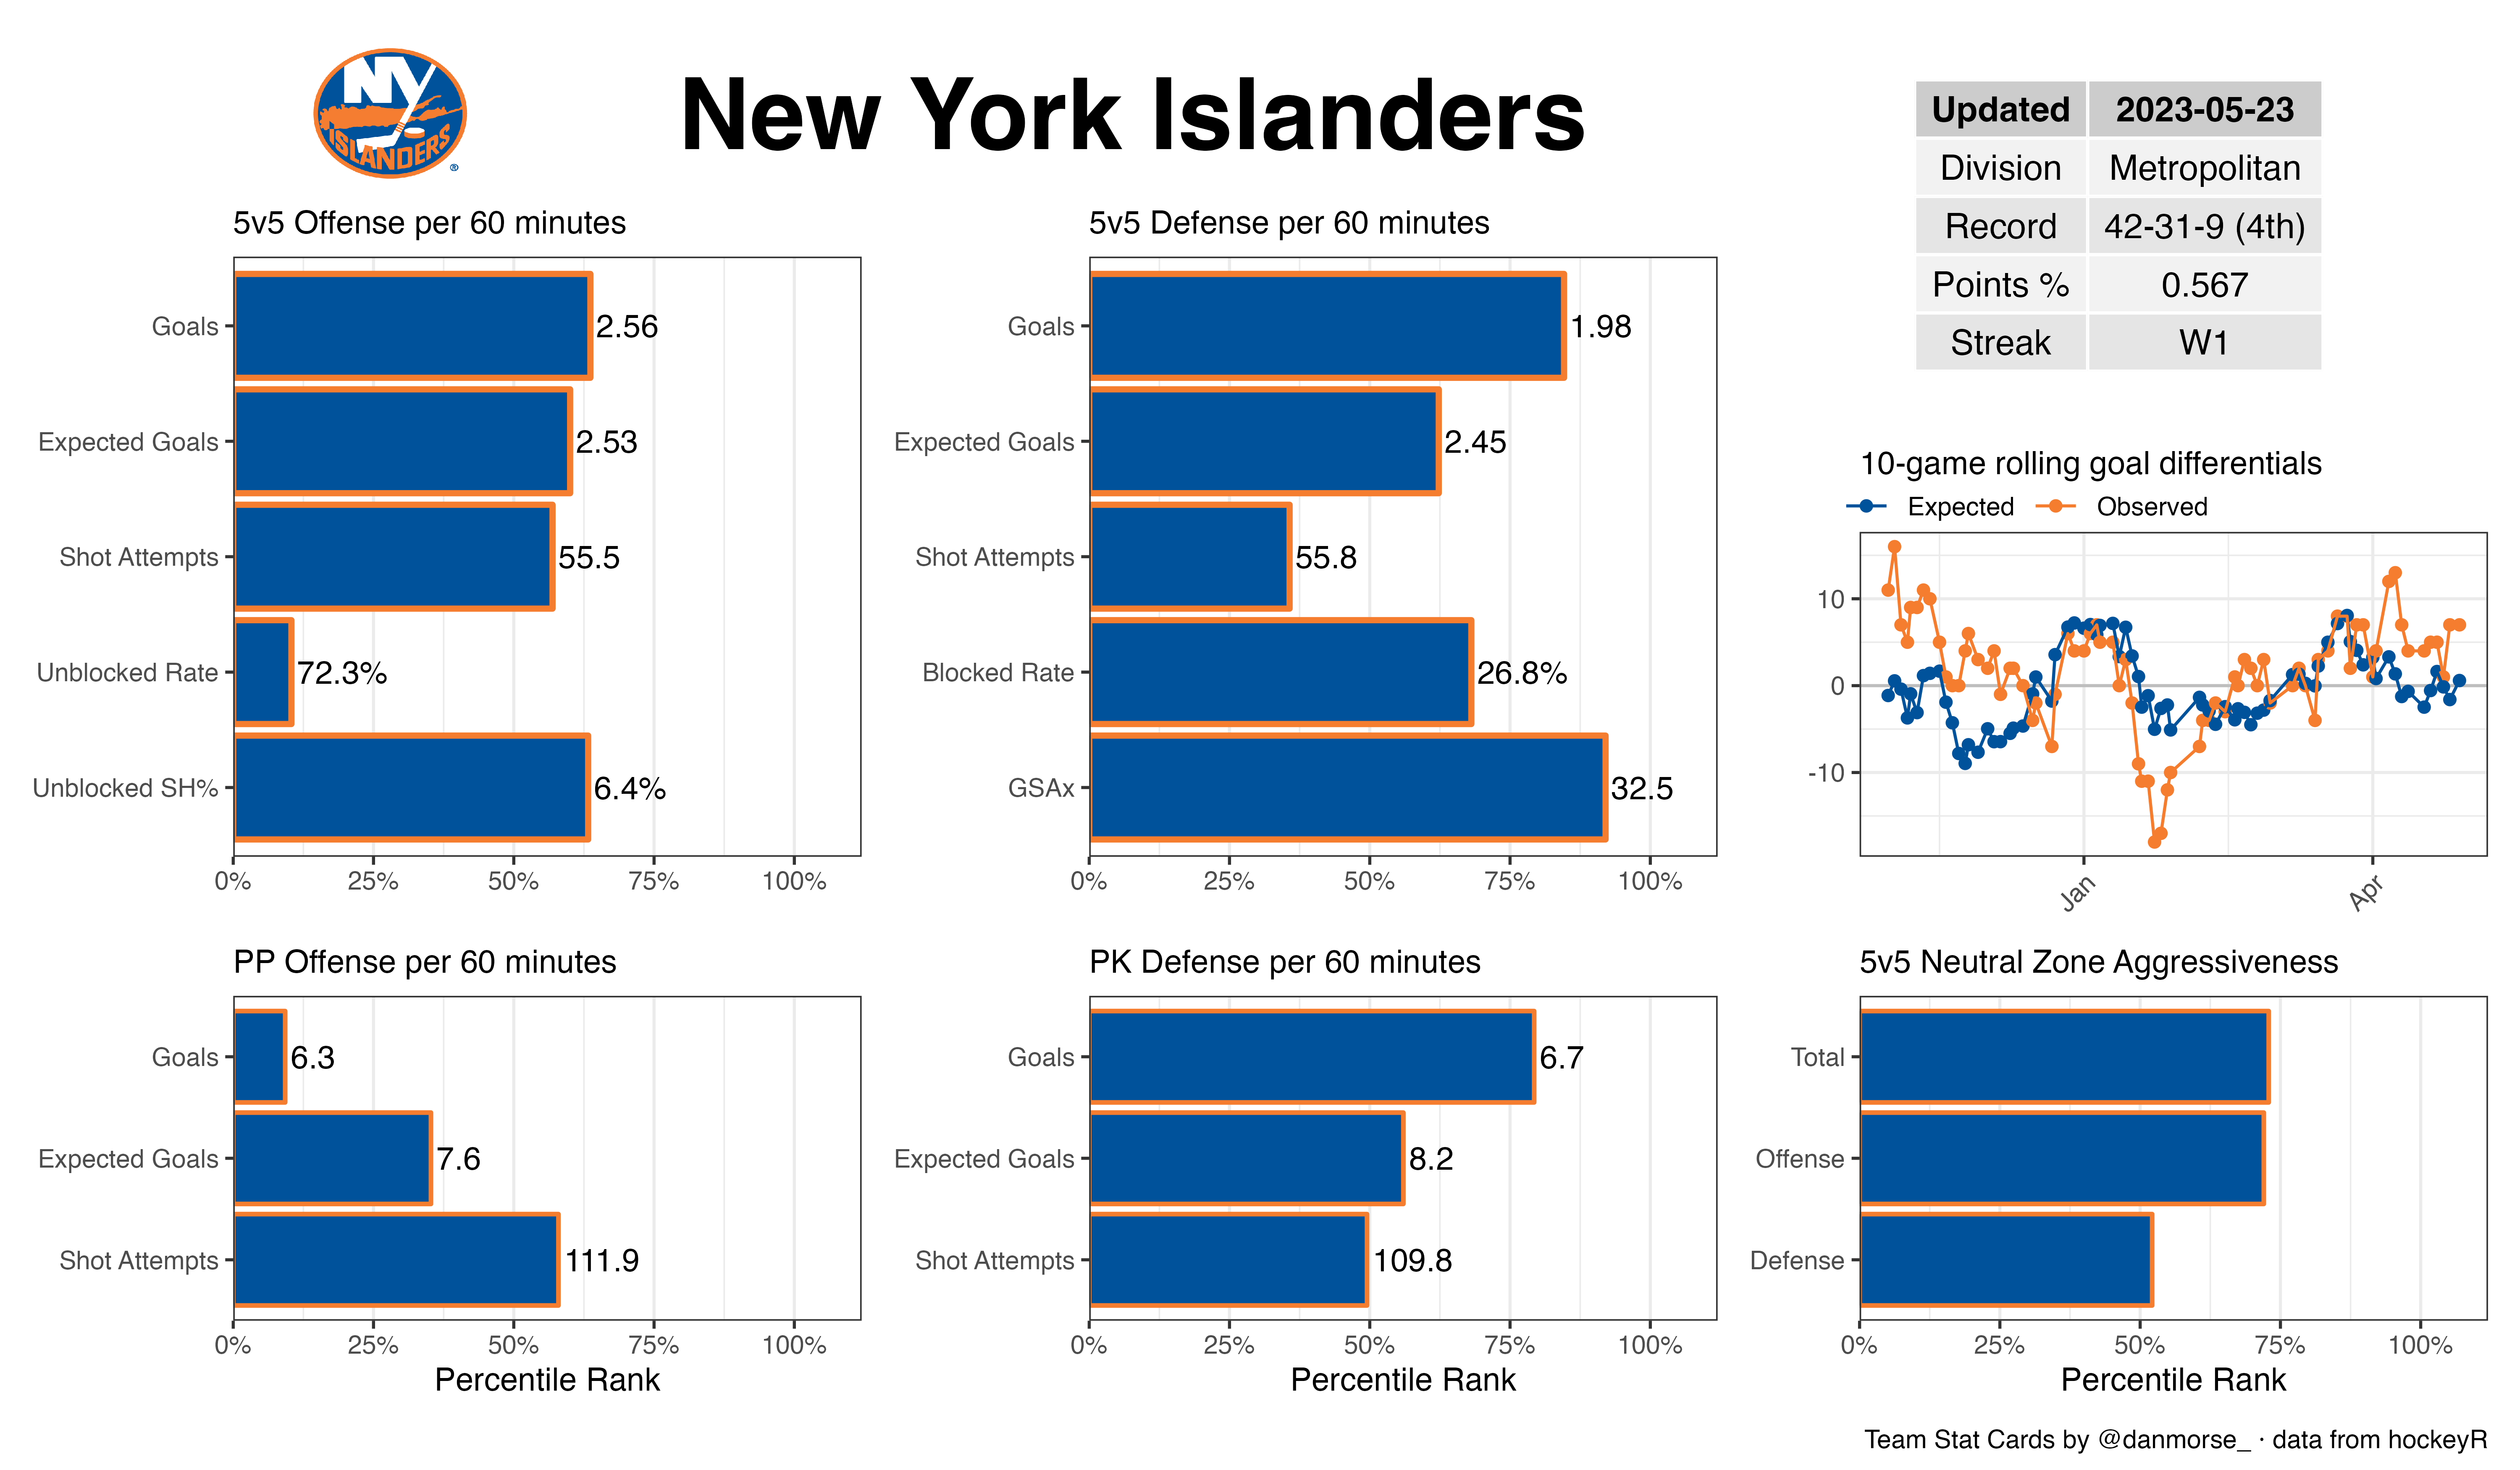 NY
ISLANDERS
®
New York Islanders
Updated 2023-05-23
Division Metropolitan
Record 42-31-9 (4th)
Points % 0.567
Streak W1
5v5 Offense per 60 minutes
Goals 2.56
Expected Goals 2.53
Shot Attempts 55.5
Unblocked Rate 72.3%
Unblocked SH% 6.4%
0% 25% 50% 75% 100%
5v5 Defense per 60 minutes
Goals 1.98
Expected Goals 2.45
Shot Attempts 55.8
Blocked Rate 26.8%
GSAx 32.5
0% 25% 50% 75% 100%
10-game rolling goal differentials
Expected Observed
10
0
-10
Jan Apr
PP Offense per 60 minutes
Goals 6.3
Expected Goals 7.6
Shot Attempts 111.9
0% 25% 50% 75% 100%
Percentile Rank
PK Defense per 60 minutes
Goals 6.7
Expected Goals 8.2
Shot Attempts 109.8
0% 25% 50% 75% 100%
Percentile Rank
5v5 Neutral Zone Aggressiveness
Total
Offense
Defense
0% 25% 50% 75% 100%
Percentile Rank
Team Stat Cards by @danmorse_ · data from hockeyR